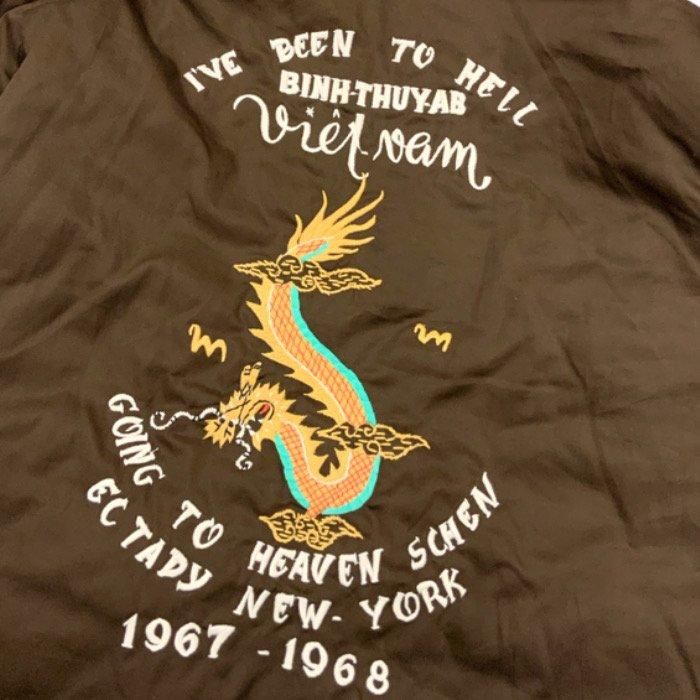 I'VE BEEN TO HELL
BINH-THUY-AB
Việt-nam
GOING TO HEAVEN SCHEN
ECTADY NEW-YORK
1967-1968